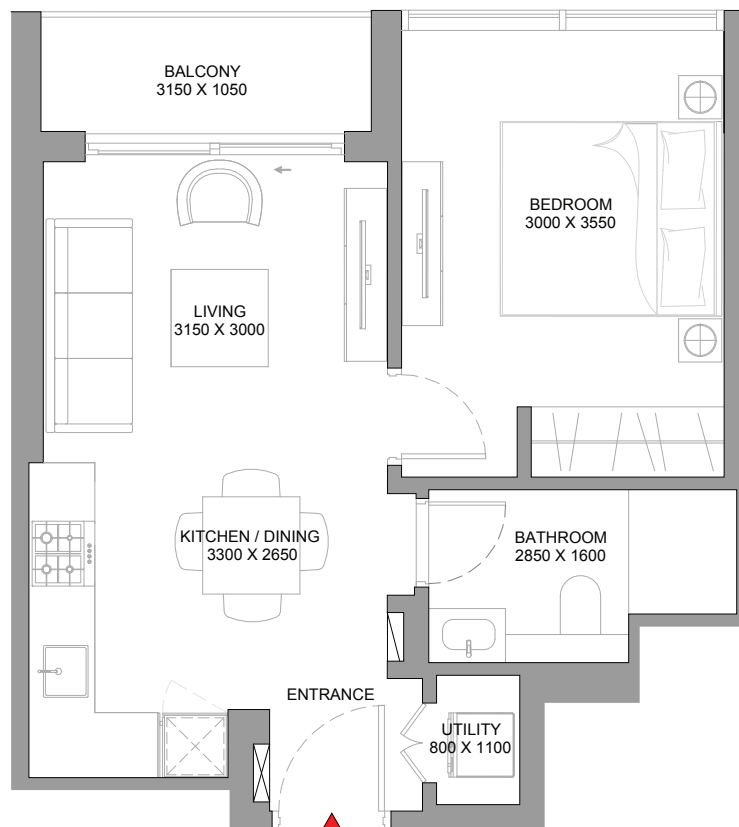 BALCONY
3150 X 1050
BEDROOM
3000 X 3550
LIVING
3150 X 3000
KITCHEN / DINING
3300 X 2650
BATHROOM
2850 X 1600
ENTRANCE
UTILITY
800 X 1100